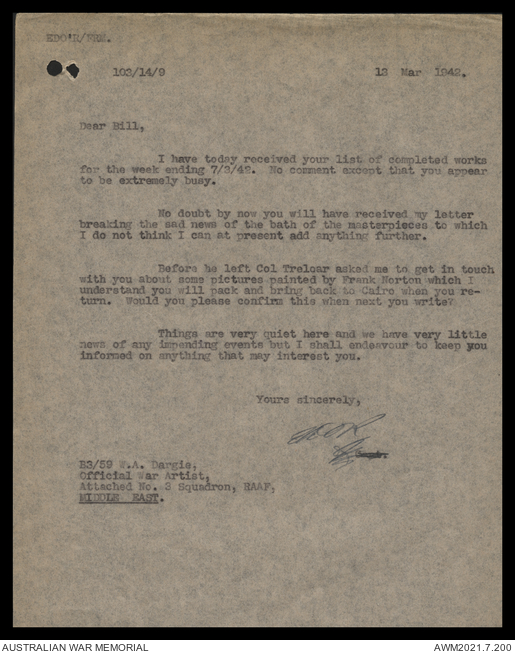 EDO'R/FEM.
103/14/9
13 Mar 1942.
Dear Bill,
I have today received your list of completed works
for the week ending 7/3/42. No comment except that you appear
to be extremely busy.
No doubt by now you will have received my letter
breaking the sad news of the bath of the masterpieces to which
I do not think I can at present add anything further.
Before he left Col Treloar asked me to get in touch
with you about some pictures painted by Frank Norton which I
understand you will pack and bring back to Cairo when you re-
turn. Would you please confirm this when next you write?
Things are very quiet here and we have very little
news of any impending events but I shall endeavour to keep you
informed on anything that may interest you.
Yours sincerely,
B3/59 W.A. Dargie,
Official War Artist,
Attached No. 3 Squadron, RAAF,
MIDDLE EAST.
AUSTRALIAN WAR MEMORIAL
AWM2021.7.200